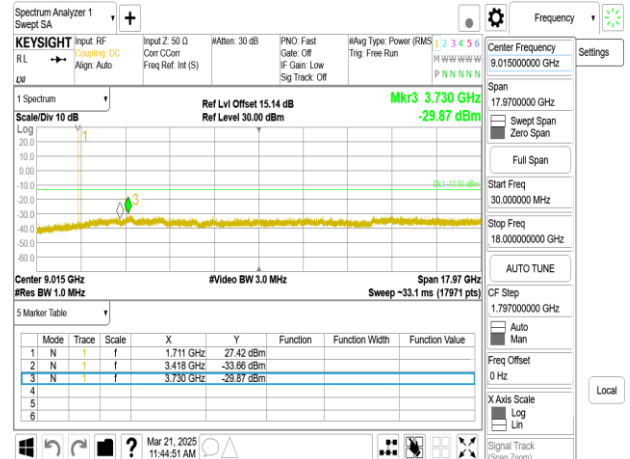 Spectrum Analyzer 1
Swept SA
Frequency
KEYSIGHT
RL
Input: RF
Coupling: DC
Align: Auto
Input Z: 50 Ω
Corr CCorr
Freq Ref: Int (S)
#Atten: 30 dB
PNO: Fast
Gate: Off
IF Gain: Low
Sig Track: Off
#Avg Type: Power (RMS
Trig: Free Run
1 2 3 4 5 6
M W W W W W
P N N N N N
Center Frequency
9.015000000 GHz
Settings
1 Spectrum
Scale/Div 10 dB
Ref Lvl Offset 15.14 dB
Ref Level 30.00 dBm
Mkr3 3.730 GHz
-29.87 dBm
Span
17.9700000 GHz
Swept Span
Zero Span
Full Span
Log
20.0
10.0
0.00
-10.0
-20.0
-30.0
-40.0
-50.0
-60.0
1
3
DL1 -13.00 dBm
Start Freq
30.000000 MHz
Stop Freq
18.000000000 GHz
AUTO TUNE
Center 9.015 GHz
#Res BW 1.0 MHz
#Video BW 3.0 MHz
Span 17.97 GHz
Sweep ~33.1 ms (17971 pts)
CF Step
1.797000000 GHz
Auto
Man
5 Marker Table
Mode Trace Scale X Y Function Function Width Function Value
1 N 1 f 1.711 GHz 27.42 dBm
2 N 1 f 3.418 GHz -33.66 dBm
3 N 1 f 3.730 GHz -29.87 dBm
4
5
6
Freq Offset
0 Hz
X Axis Scale
Log
Lin
Local
Signal Track
(Span Zoom)
?
Mar 21, 2025
11:44:51 AM